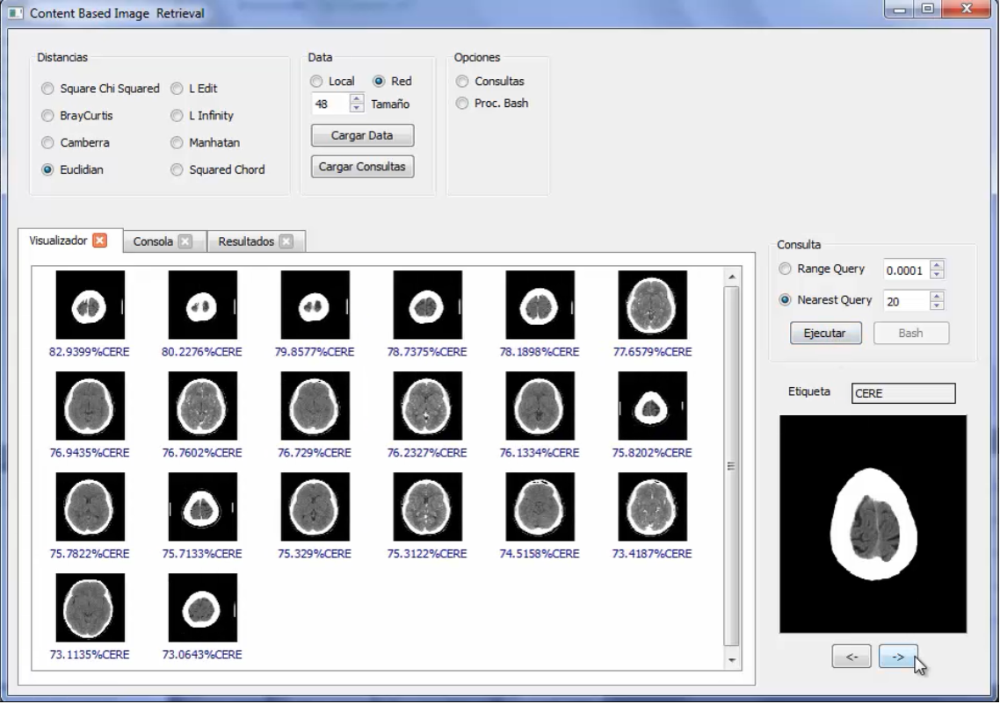 Content Based Image Retrieval
Distancias
Square Chi Squared
L Edit
BrayCurtis
L Infinity
Camberra
Manhatan
Euclidian
Squared Chord
Data
Local
Red
48
Tamaño
Cargar Data
Cargar Consultas
Opciones
Consultas
Proc. Bash
Visualizador
Consola
Resultados
82.9399%CERE
80.2276%CERE
79.8577%CERE
78.7375%CERE
78.1898%CERE
77.6579%CERE
76.9435%CERE
76.7602%CERE
76.729%CERE
76.2327%CERE
76.1334%CERE
75.8202%CERE
75.7822%CERE
75.7133%CERE
75.329%CERE
75.3122%CERE
74.5158%CERE
73.4187%CERE
73.1135%CERE
73.0643%CERE
Consulta
Range Query
0.0001
Nearest Query
20
Ejecutar
Bash
Etiqueta
CERE
<-
->